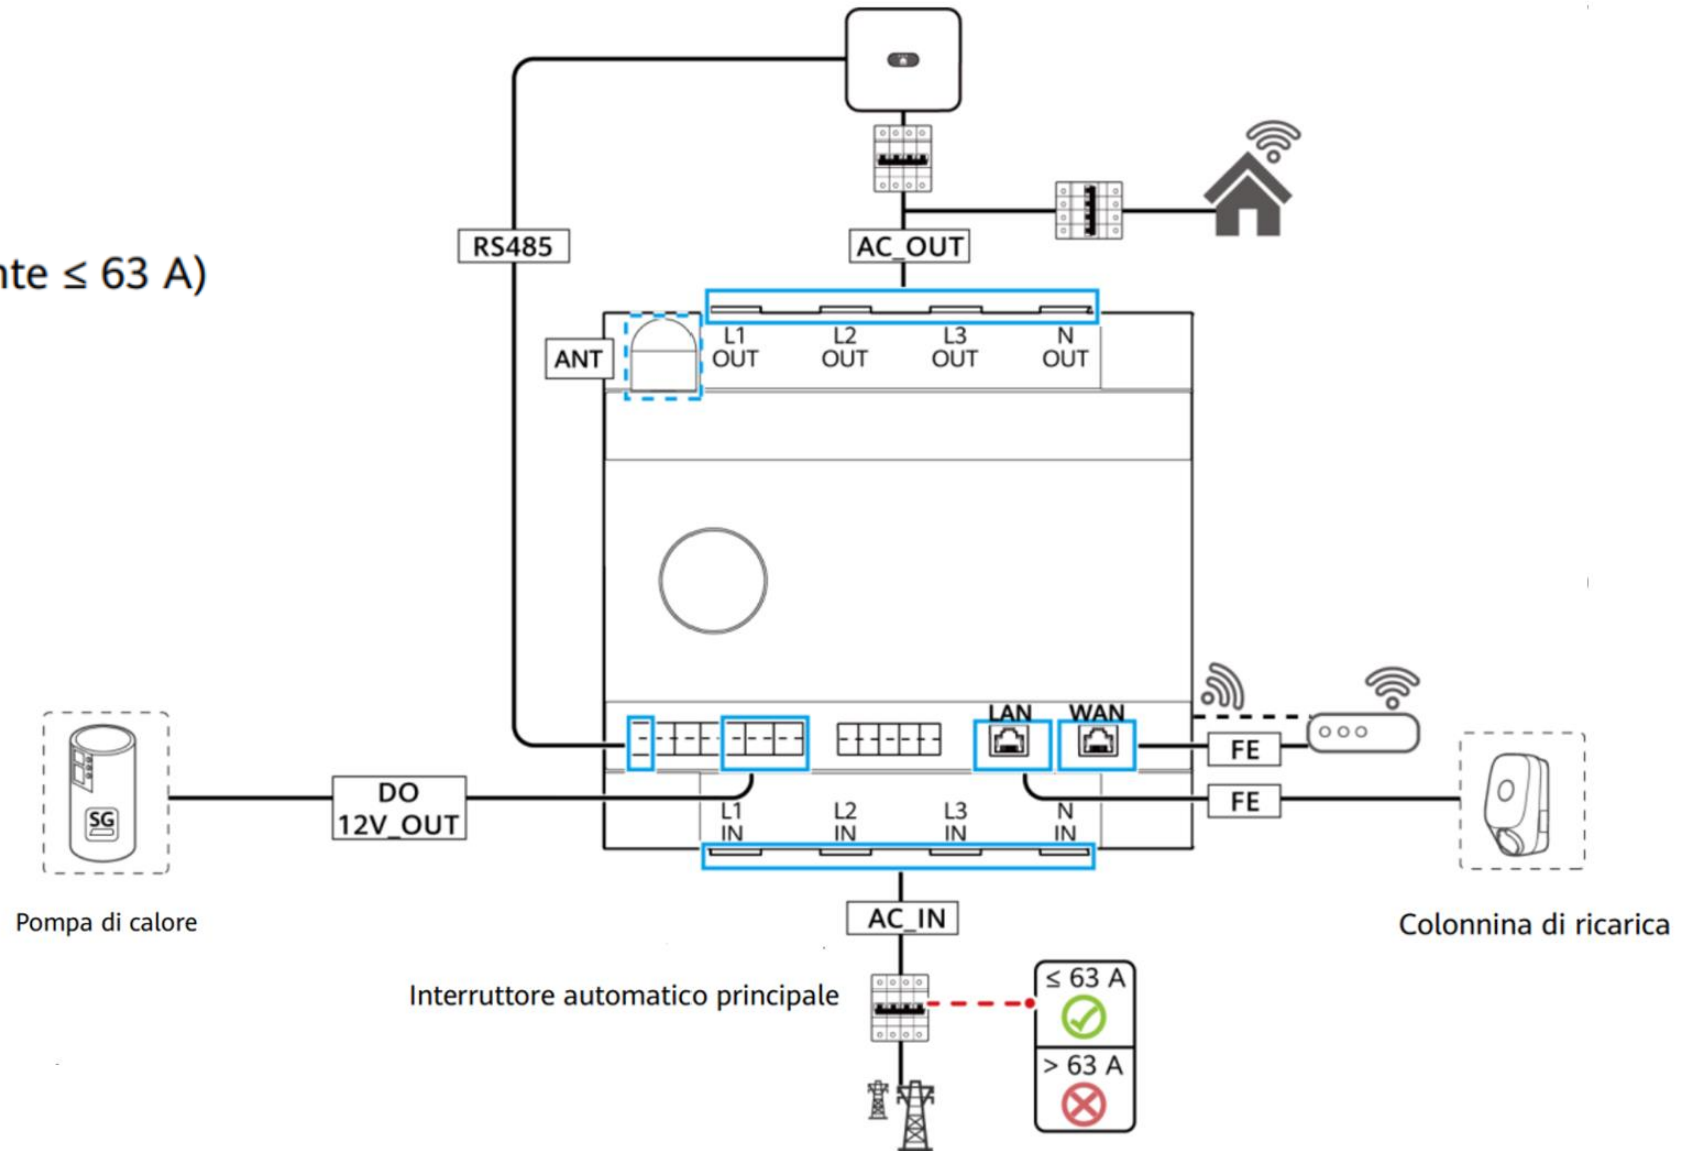 RS485
AC_OUT
≤ 63 A)
ANT
L1
OUT
L2
OUT
L3
OUT
N
OUT
LAN
WAN
FE
FE
DO
12V_OUT
SG
L1
IN
L2
IN
L3
IN
N
IN
Pompa di calore
AC_IN
Colonnina di ricarica
Interruttore automatico principale
≤ 63 A
> 63 A